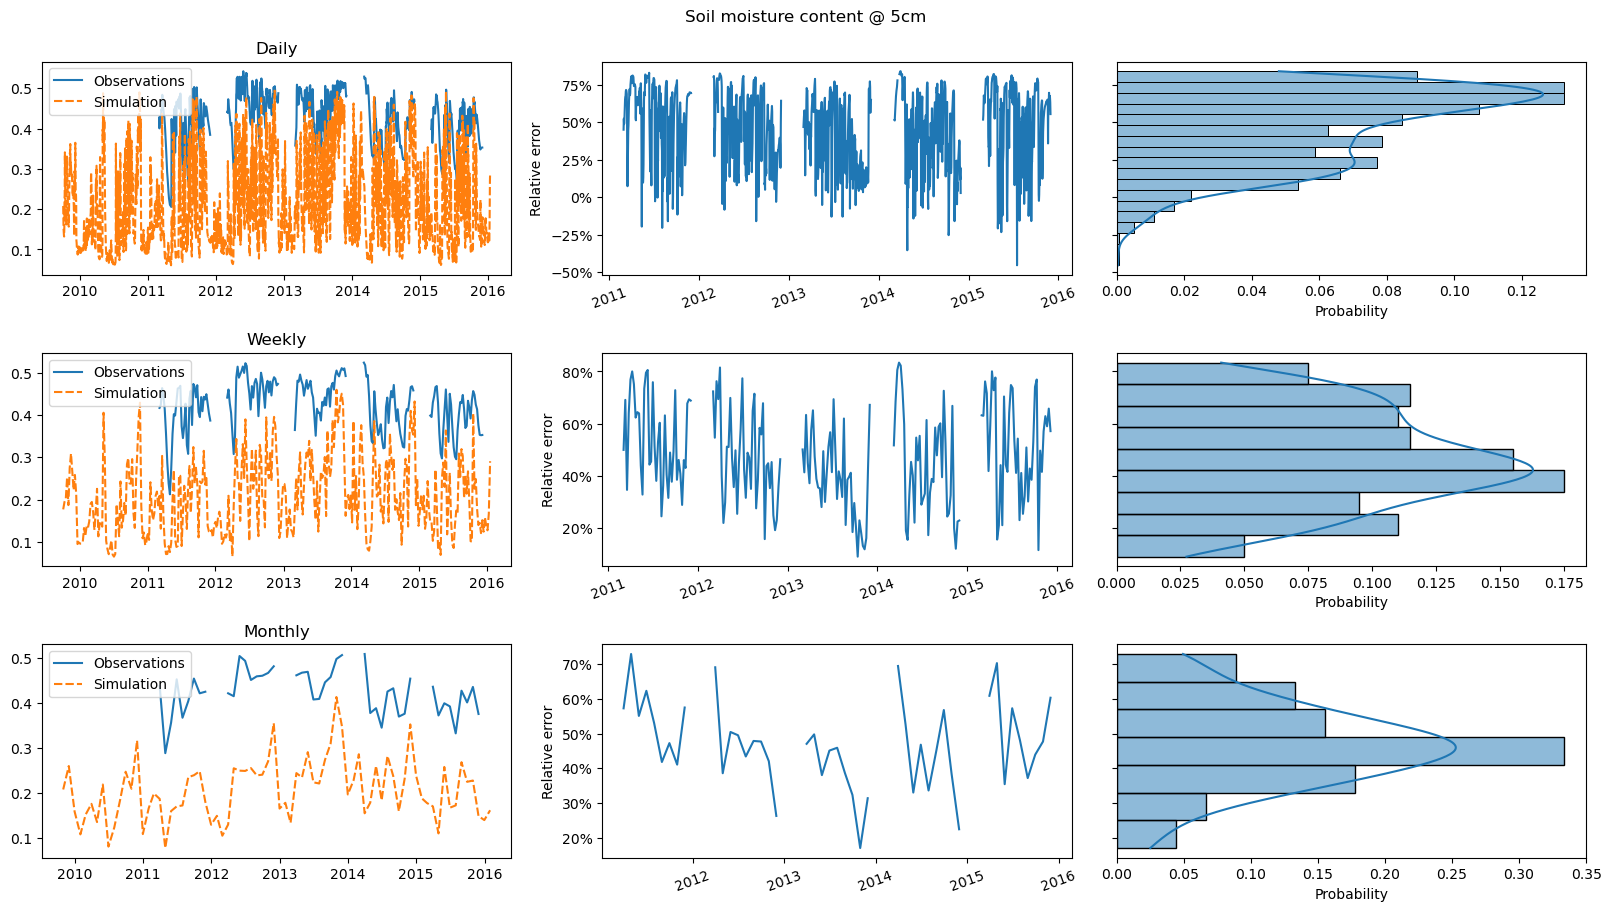 Soil moisture content @ 5cm
Daily
Observations
Simulation
0.5
0.4
0.3
0.2
0.1
2010 2011 2012 2013 2014 2015 2016
Relative error
75%
50%
25%
0%
−25%
−50%
2011 2012 2013 2014 2015 2016
0.00 0.02 0.04 0.06 0.08 0.10 0.12
Probability
Weekly
Observations
Simulation
0.5
0.4
0.3
0.2
0.1
2010 2011 2012 2013 2014 2015 2016
Relative error
80%
60%
40%
20%
2011 2012 2013 2014 2015 2016
0.000 0.025 0.050 0.075 0.100 0.125 0.150 0.175
Probability
Monthly
Observations
Simulation
0.5
0.4
0.3
0.2
0.1
2010 2011 2012 2013 2014 2015 2016
Relative error
70%
60%
50%
40%
30%
20%
2012 2013 2014 2015 2016
0.00 0.05 0.10 0.15 0.20 0.25 0.30 0.35
Probability